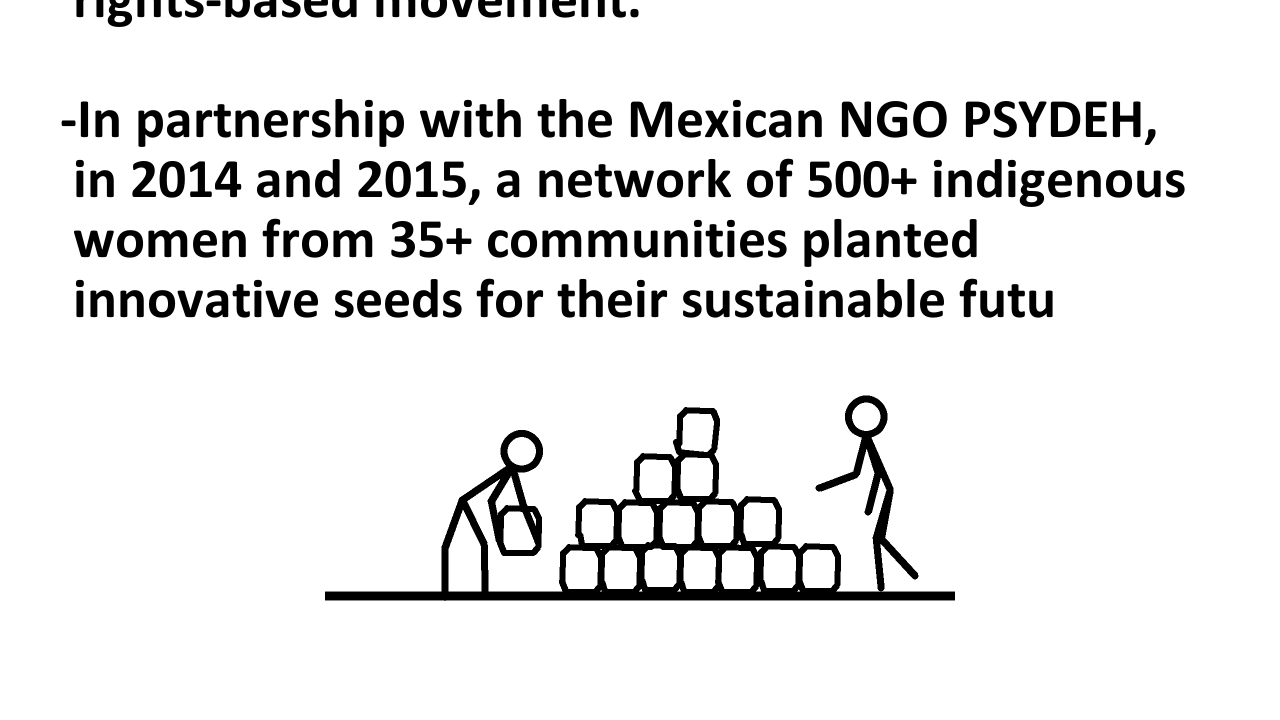 rights-based movement.
-In partnership with the Mexican NGO PSYDEH,
in 2014 and 2015, a network of 500+ indigenous
women from 35+ communities planted
innovative seeds for their sustainable futu